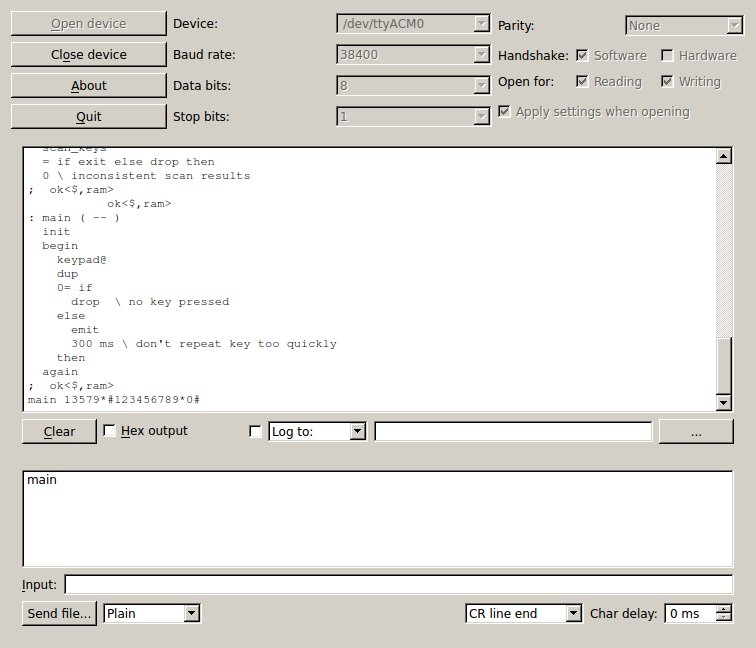 Open device Device: /dev/ttyACM0 Parity: None
Close device Baud rate: 38400 Handshake: Software Hardware
About Data bits: 8 Open for: Reading Writing
Quit Stop bits: 1 Apply settings when opening
scan_keys
= if exit else drop then
0 \ inconsistent scan results
;  ok<$,ram>
ok<$,ram>
: main ( -- )
init
begin
keypad@
dup
0= if
drop  \ no key pressed
else
emit
300 ms \ don't repeat key too quickly
then
again
;  ok<$,ram>
main 13579*#123456789*0#
Clear Hex output Log to: ...
main
Input:
Send file... Plain CR line end Char delay: 0 ms